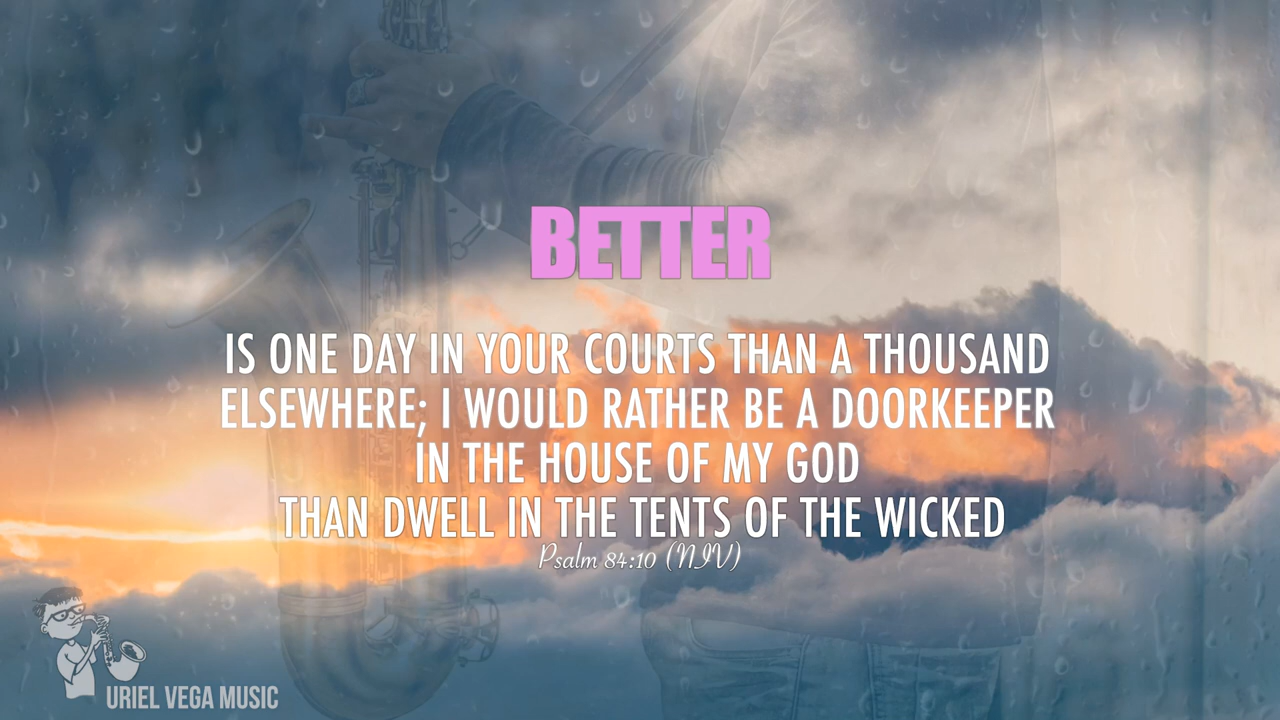 BETTER
IS ONE DAY IN YOUR COURTS THAN A THOUSAND
ELSEWHERE; I WOULD RATHER BE A DOORKEEPER
IN THE HOUSE OF MY GOD
THAN DWELL IN THE TENTS OF THE WICKED
Psalm 84:10 (NIV)
URIEL VEGA MUSIC